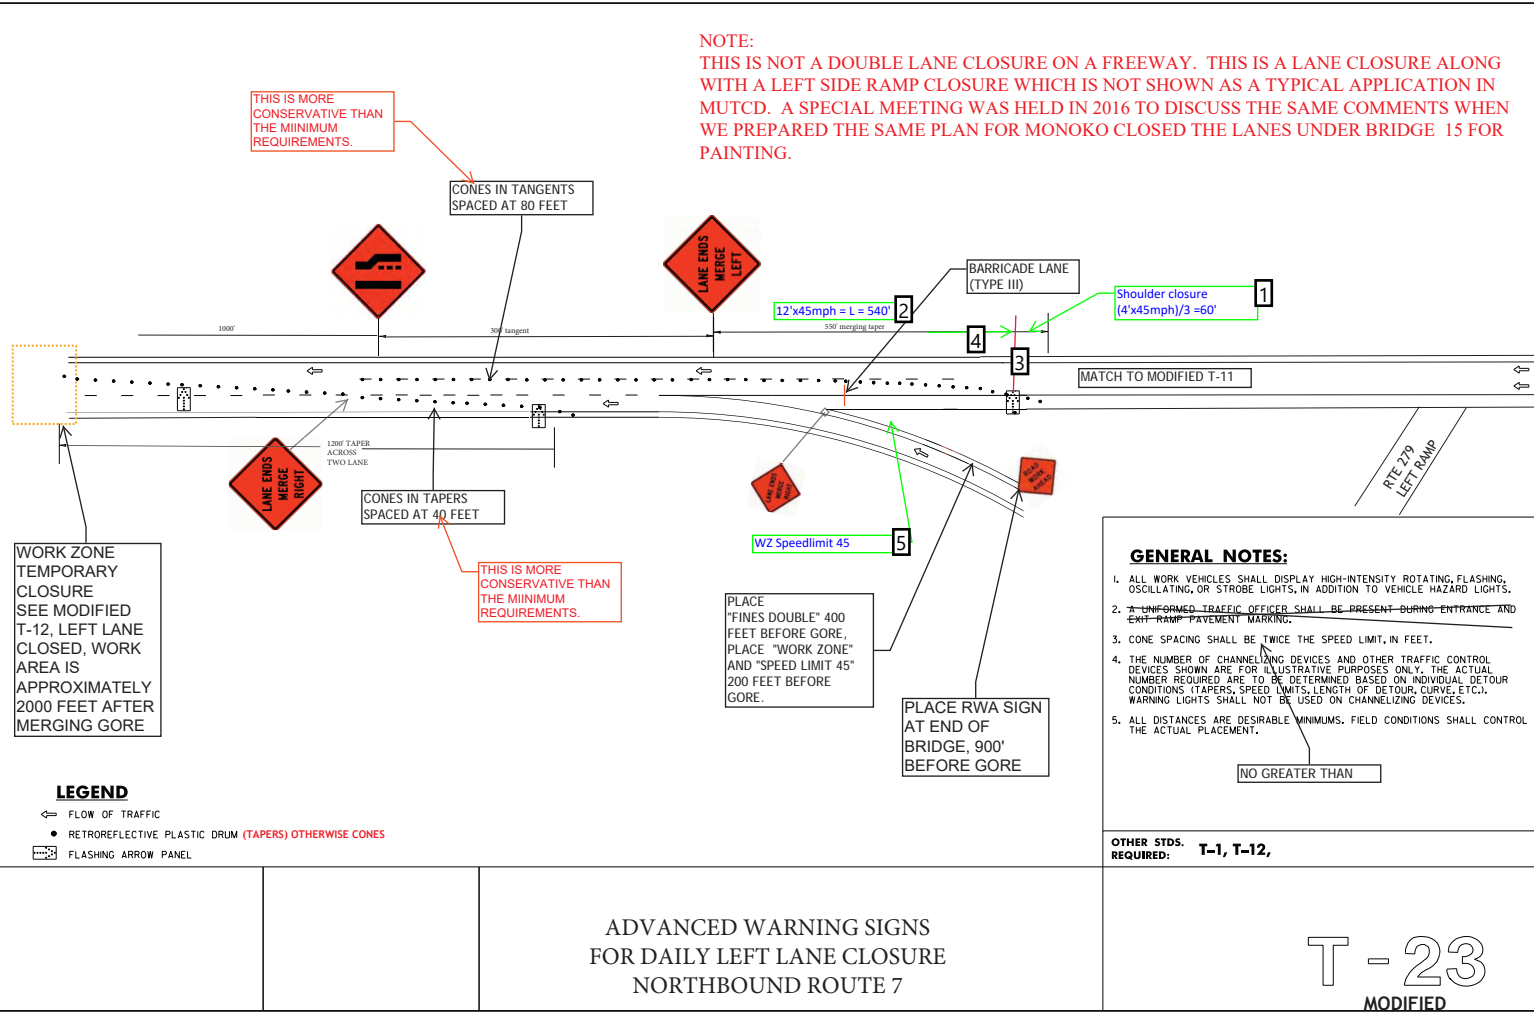 NOTE:
THIS IS NOT A DOUBLE LANE CLOSURE ON A FREEWAY. THIS IS A LANE CLOSURE ALONG
WITH A LEFT SIDE RAMP CLOSURE WHICH IS NOT SHOWN AS A TYPICAL APPLICATION IN
MUTCD. A SPECIAL MEETING WAS HELD IN 2016 TO DISCUSS THE SAME COMMENTS WHEN
WE PREPARED THE SAME PLAN FOR MONOKO CLOSED THE LANES UNDER BRIDGE 15 FOR
PAINTING.
THIS IS MORE
CONSERVATIVE THAN
THE MIINIMUM
REQUIREMENTS.
CONES IN TANGENTS
SPACED AT 80 FEET
LANE ENDS
MERGE
LEFT
BARRICADE LANE
(TYPE III)
Shoulder closure
(4'x45mph)/3 =60'
1
12'x45mph = L = 540'
2
1000'
300' tangent
550' merging taper
4
3
MATCH TO MODIFIED T-11
RTE 279
LEFT RAMP
1200' TAPER
ACROSS
TWO LANE
LANE ENDS
MERGE
RIGHT
CONES IN TAPERS
SPACED AT 40 FEET
LANE ENDS
MERGE
RIGHT
ROAD
WORK
AHEAD
WZ Speedlimit 45
5
THIS IS MORE
CONSERVATIVE THAN
THE MIINIMUM
REQUIREMENTS.
WORK ZONE
TEMPORARY
CLOSURE
SEE MODIFIED
T-12, LEFT LANE
CLOSED, WORK
AREA IS
APPROXIMATELY
2000 FEET AFTER
MERGING GORE
PLACE
"FINES DOUBLE" 400
FEET BEFORE GORE,
PLACE "WORK ZONE"
AND "SPEED LIMIT 45"
200 FEET BEFORE
GORE.
PLACE RWA SIGN
AT END OF
BRIDGE, 900'
BEFORE GORE
GENERAL NOTES:
1. ALL WORK VEHICLES SHALL DISPLAY HIGH-INTENSITY ROTATING, FLASHING,
OSCILLATING, OR STROBE LIGHTS, IN ADDITION TO VEHICLE HAZARD LIGHTS.
2. A UNIFORMED TRAFFIC OFFICER SHALL BE PRESENT DURING ENTRANCE AND
EXIT RAMP PAVEMENT MARKING.
3. CONE SPACING SHALL BE TWICE THE SPEED LIMIT, IN FEET.
4. THE NUMBER OF CHANNELIZING DEVICES AND OTHER TRAFFIC CONTROL
DEVICES SHOWN ARE FOR ILLUSTRATIVE PURPOSES ONLY. THE ACTUAL
NUMBER REQUIRED ARE TO BE DETERMINED BASED ON INDIVIDUAL DETOUR
CONDITIONS (TAPERS, SPEED LIMITS, LENGTH OF DETOUR, CURVE, ETC.).
WARNING LIGHTS SHALL NOT BE USED ON CHANNELIZING DEVICES.
5. ALL DISTANCES ARE DESIRABLE MINIMUMS. FIELD CONDITIONS SHALL CONTROL
THE ACTUAL PLACEMENT.
NO GREATER THAN
LEGEND
FLOW OF TRAFFIC
RETROREFLECTIVE PLASTIC DRUM (TAPERS) OTHERWISE CONES
FLASHING ARROW PANEL
OTHER STDS.
REQUIRED: T-1, T-12,
ADVANCED WARNING SIGNS
FOR DAILY LEFT LANE CLOSURE
NORTHBOUND ROUTE 7
T-23
MODIFIED